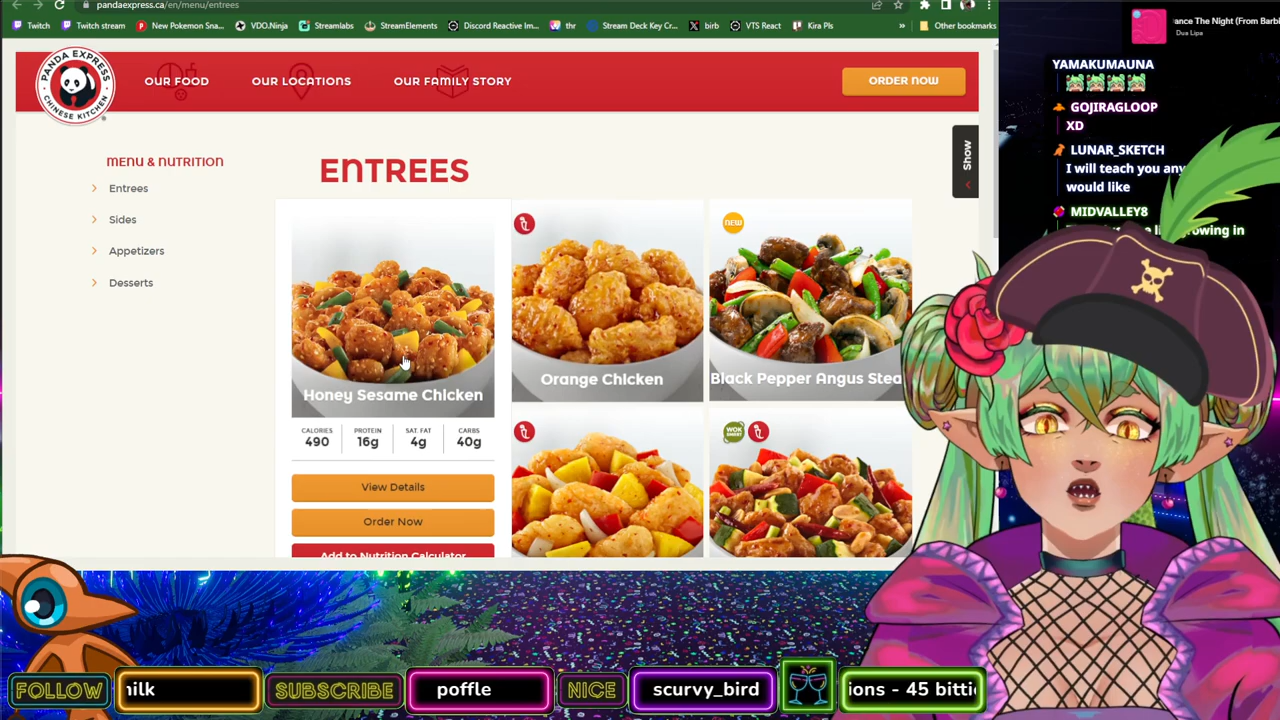 pandaexpress.ca/en/menu/entrees
Twitch
Twitch stream
New Pokemon Sna...
VDO.Ninja
Streamlabs
StreamElements
Discord Reactive Im...
thr
Stream Deck Key Cr...
birb
VTS React
Kira Pls
»
Other bookmarks
ance The Night (From Barbi
Dua Lipa
PANDA EXPRESS
CHINESE KITCHEN
OUR FOOD
OUR LOCATIONS
OUR FAMILY STORY
ORDER NOW
MENU & NUTRITION
Entrees
Sides
Appetizers
Desserts
ENTREES
Show
Honey Sesame Chicken
CALORIES
490
PROTEIN
16g
SAT. FAT
4g
CARBS
40g
View Details
Order Now
Add to Nutrition Calculator
Orange Chicken
NEW
Black Pepper Angus Stea
WOK SMART
YAMAKUMAUNA
GOJIRAGLOOP
XD
LUNAR_SKETCH
I will teach you any
would like
MIDVALLEY8
growing in
FOLLOW
nilk
SUBSCRIBE
poffle
NICE
scurvy_bird
ions - 45 bitti